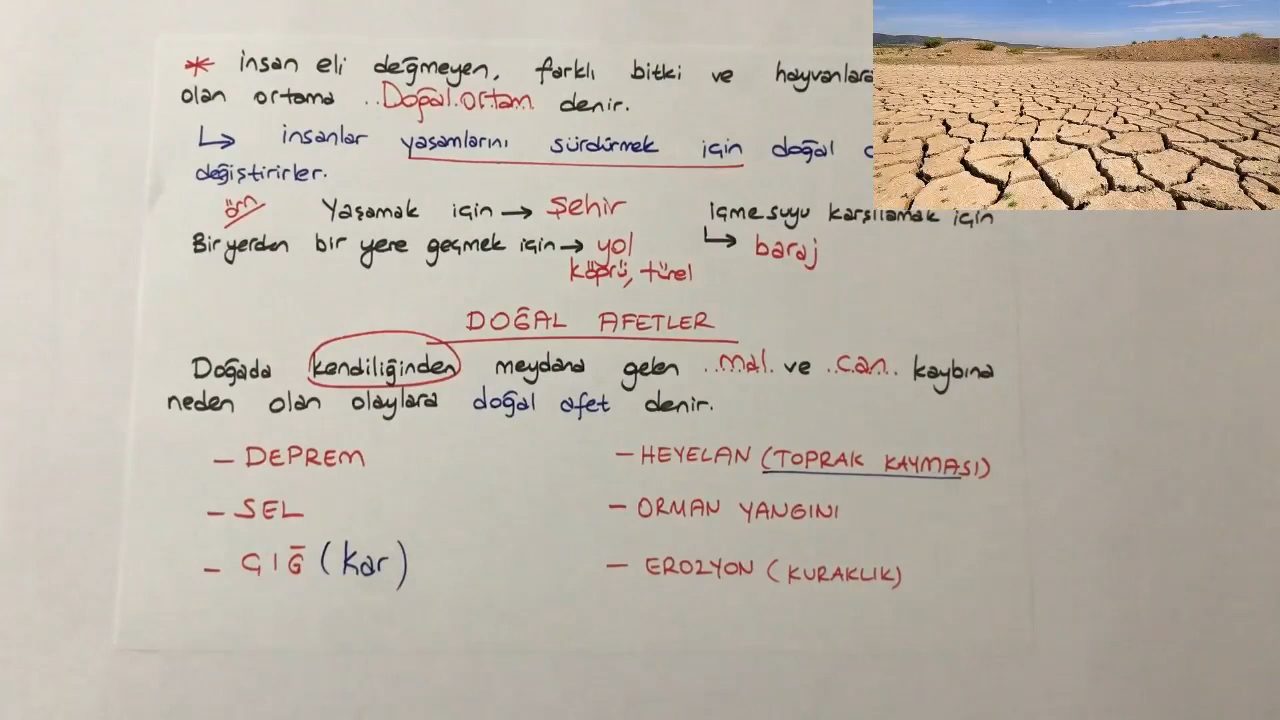 * İnsan eli değmeyen, farklı bitki ve hayvanlara
olan ortama ..Doğal.ortam denir.
↳ insanlar yaşamlarını sürdürmek için doğal
değiştirirler.
örn Yaşamak için → Şehir
Bir yerden bir yere geçmek için → yol
köprü, tünel
İçme suyu karşılamak için
↳ baraj
DOĞAL AFETLER
Doğada kendiliğinden meydana gelen ..mal. ve ..can.. kaybına
neden olan olaylara doğal afet denir.
- DEPREM
- SEL
- ÇIĞ (kar)
- HEYELAN (TOPRAK KAYMASI)
- ORMAN YANGINI
- EROZYON (KURAKLIK)